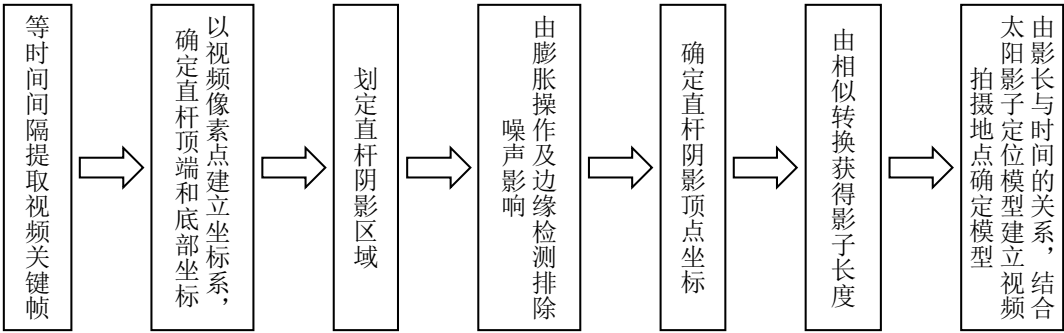 等时间间隔提取视频关键帧
以视频像素点建立坐标系，
确定直杆顶端和底部坐标
划定直杆阴影区域
由膨胀操作及边缘检测排除
噪声影响
确定直杆阴影顶点坐标
由相似转换获得影子长度
由影长与时间的关系，结合
太阳影子定位模型建立视频
拍摄地点确定模型